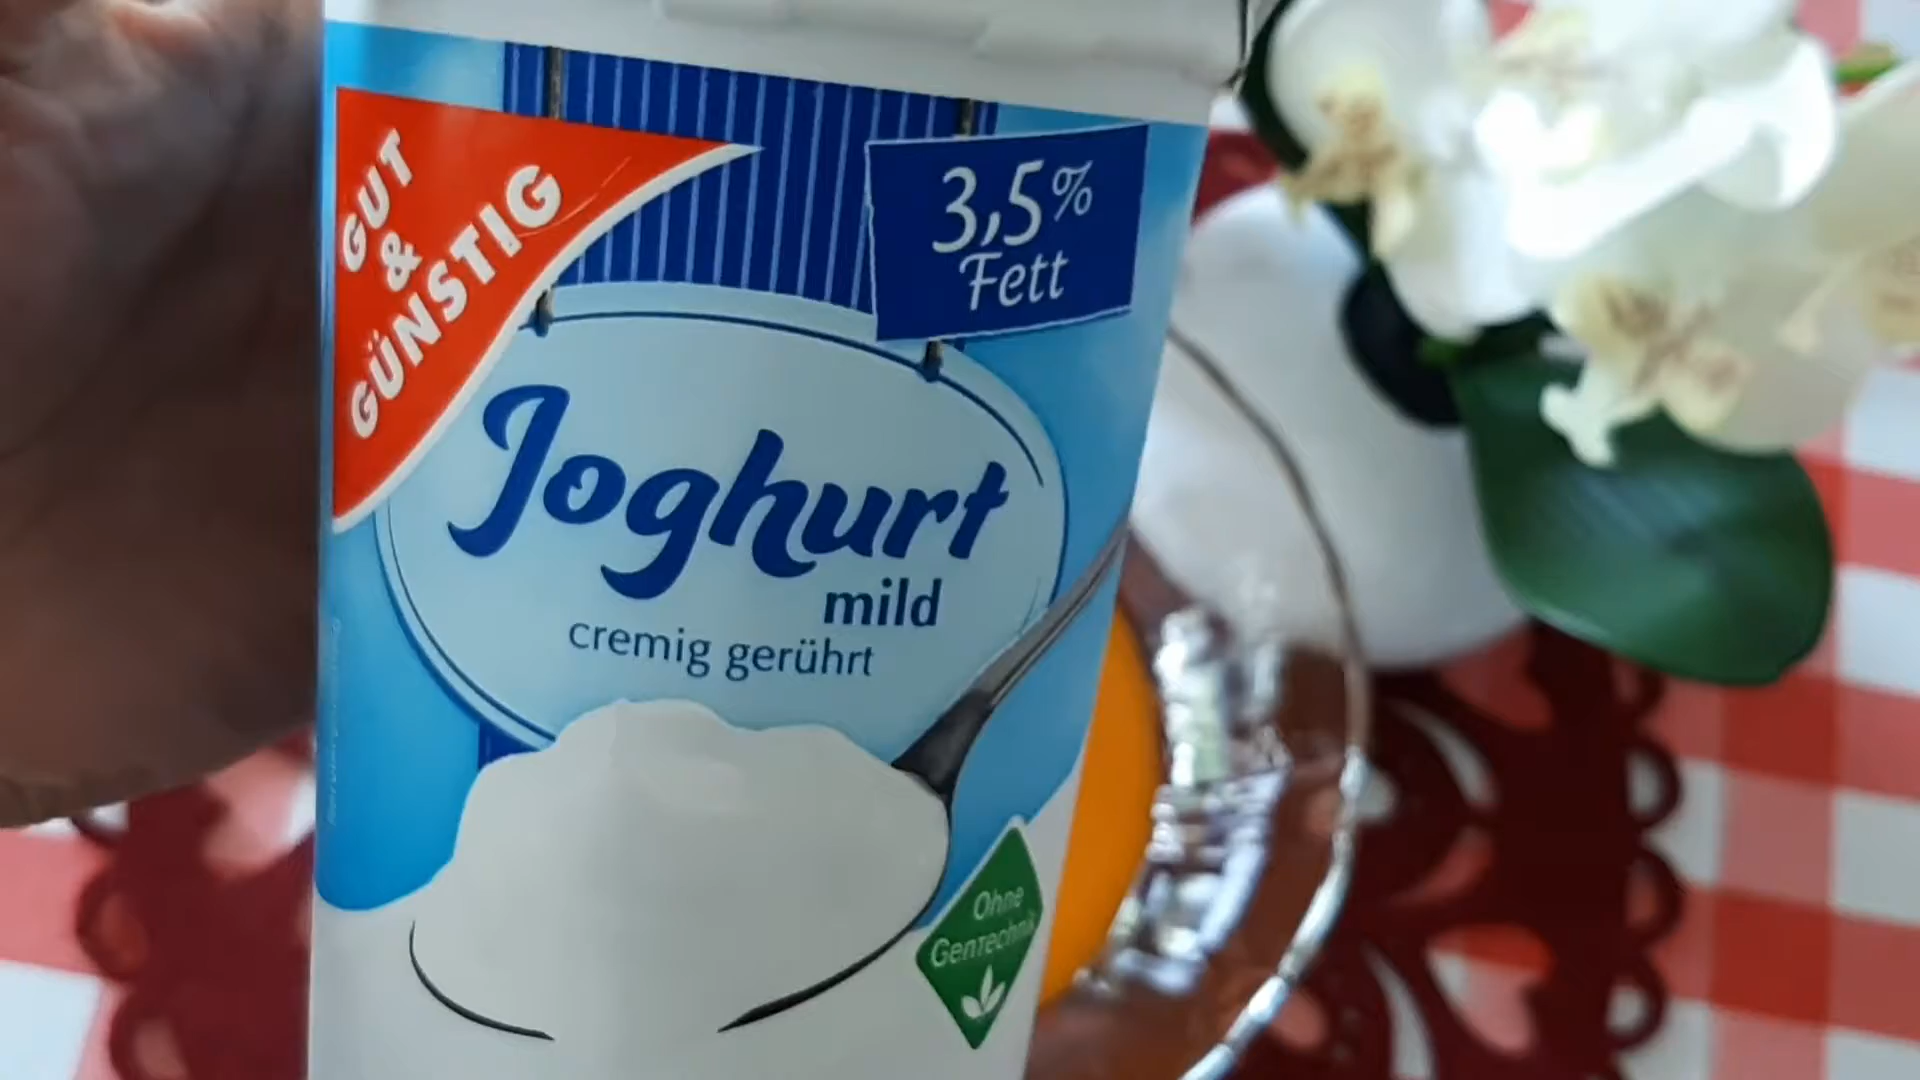 GUT
&
GÜNSTIG
3,5%
Fett
Joghurt
mild
cremig gerührt
Ohne
GenTechnik